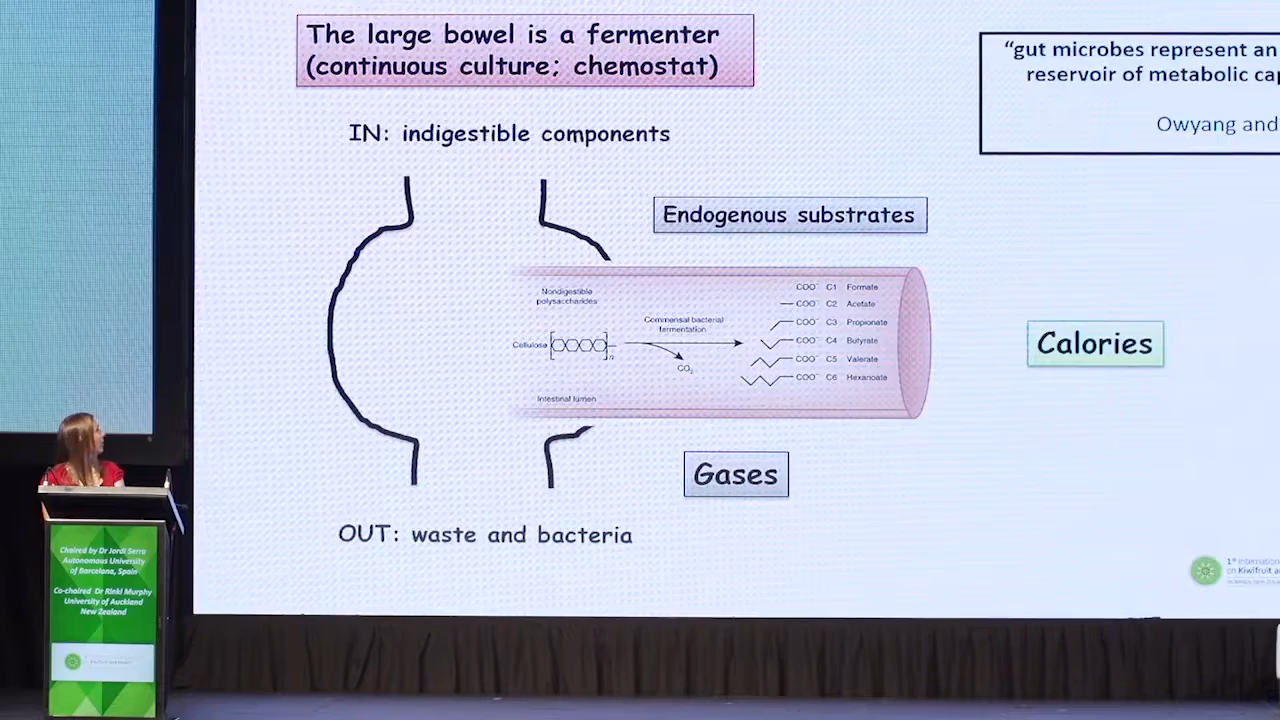 The large bowel is a fermenter
(continuous culture; chemostat)
IN: indigestible components
"gut microbes represent an
reservoir of metabolic
Owyang and
Endogenous substrates
Nondigestible
polysaccharides
Cellulose
n
Commensal bacterial
fermentation
CO2
COO⁻ C1 Formate
COO⁻ C2 Acetate
COO⁻ C3 Propionate
COO⁻ C4 Butyrate
COO⁻ C5 Valerate
COO⁻ C6 Hexanoate
Intestinal lumen
Calories
Gases
OUT: waste and bacteria
1st
on Kiwifruit
Chaired by Dr Jordi Serra
Autonomous University
of Barcelona, Spain
Co-chaired Dr Rinki Murphy
University of Auckland
New Zealand